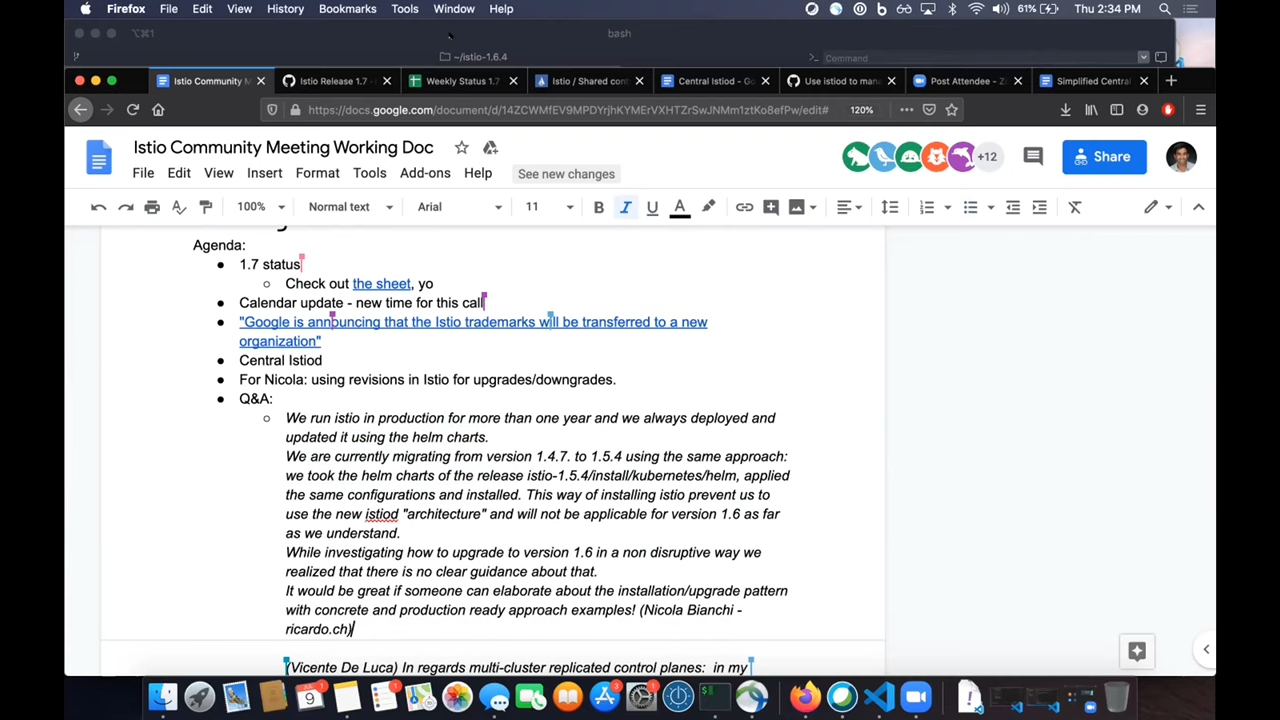 Firefox File Edit View History Bookmarks Tools Window Help 61% Thu 2:34 PM
⌥⌘1 bash
~/istio-1.6.4 Command
Istio Community M Istio Release 1.7 - Weekly Status 1.7 Istio / Shared con Central Istiod - Go Use istiod to man Post Attendee - Z Simplified Central
https://docs.google.com/document/d/14ZCWMfEV9MPDYrjhKYMErVXHTZrSwJNMm1ztKo8efPw/edit# 120%
Istio Community Meeting Working Doc
+12 Share
File Edit View Insert Format Tools Add-ons Help See new changes
100% Normal text Arial 11 B I U A
Agenda:
1.7 status
Check out the sheet, yo
Calendar update - new time for this call
"Google is announcing that the Istio trademarks will be transferred to a new
organization"
Central Istiod
For Nicola: using revisions in Istio for upgrades/downgrades.
Q&A:
We run istio in production for more than one year and we always deployed and
updated it using the helm charts.
We are currently migrating from version 1.4.7. to 1.5.4 using the same approach:
we took the helm charts of the release istio-1.5.4/install/kubernetes/helm, applied
the same configurations and installed. This way of installing istio prevent us to
use the new istiod "architecture" and will not be applicable for version 1.6 as far
as we understand.
While investigating how to upgrade to version 1.6 in a non disruptive way we
realized that there is no clear guidance about that.
It would be great if someone can elaborate about the installation/upgrade pattern
with concrete and production ready approach examples! (Nicola Bianchi -
ricardo.ch)
(Vicente De Luca) In regards multi-cluster replicated control planes: in my